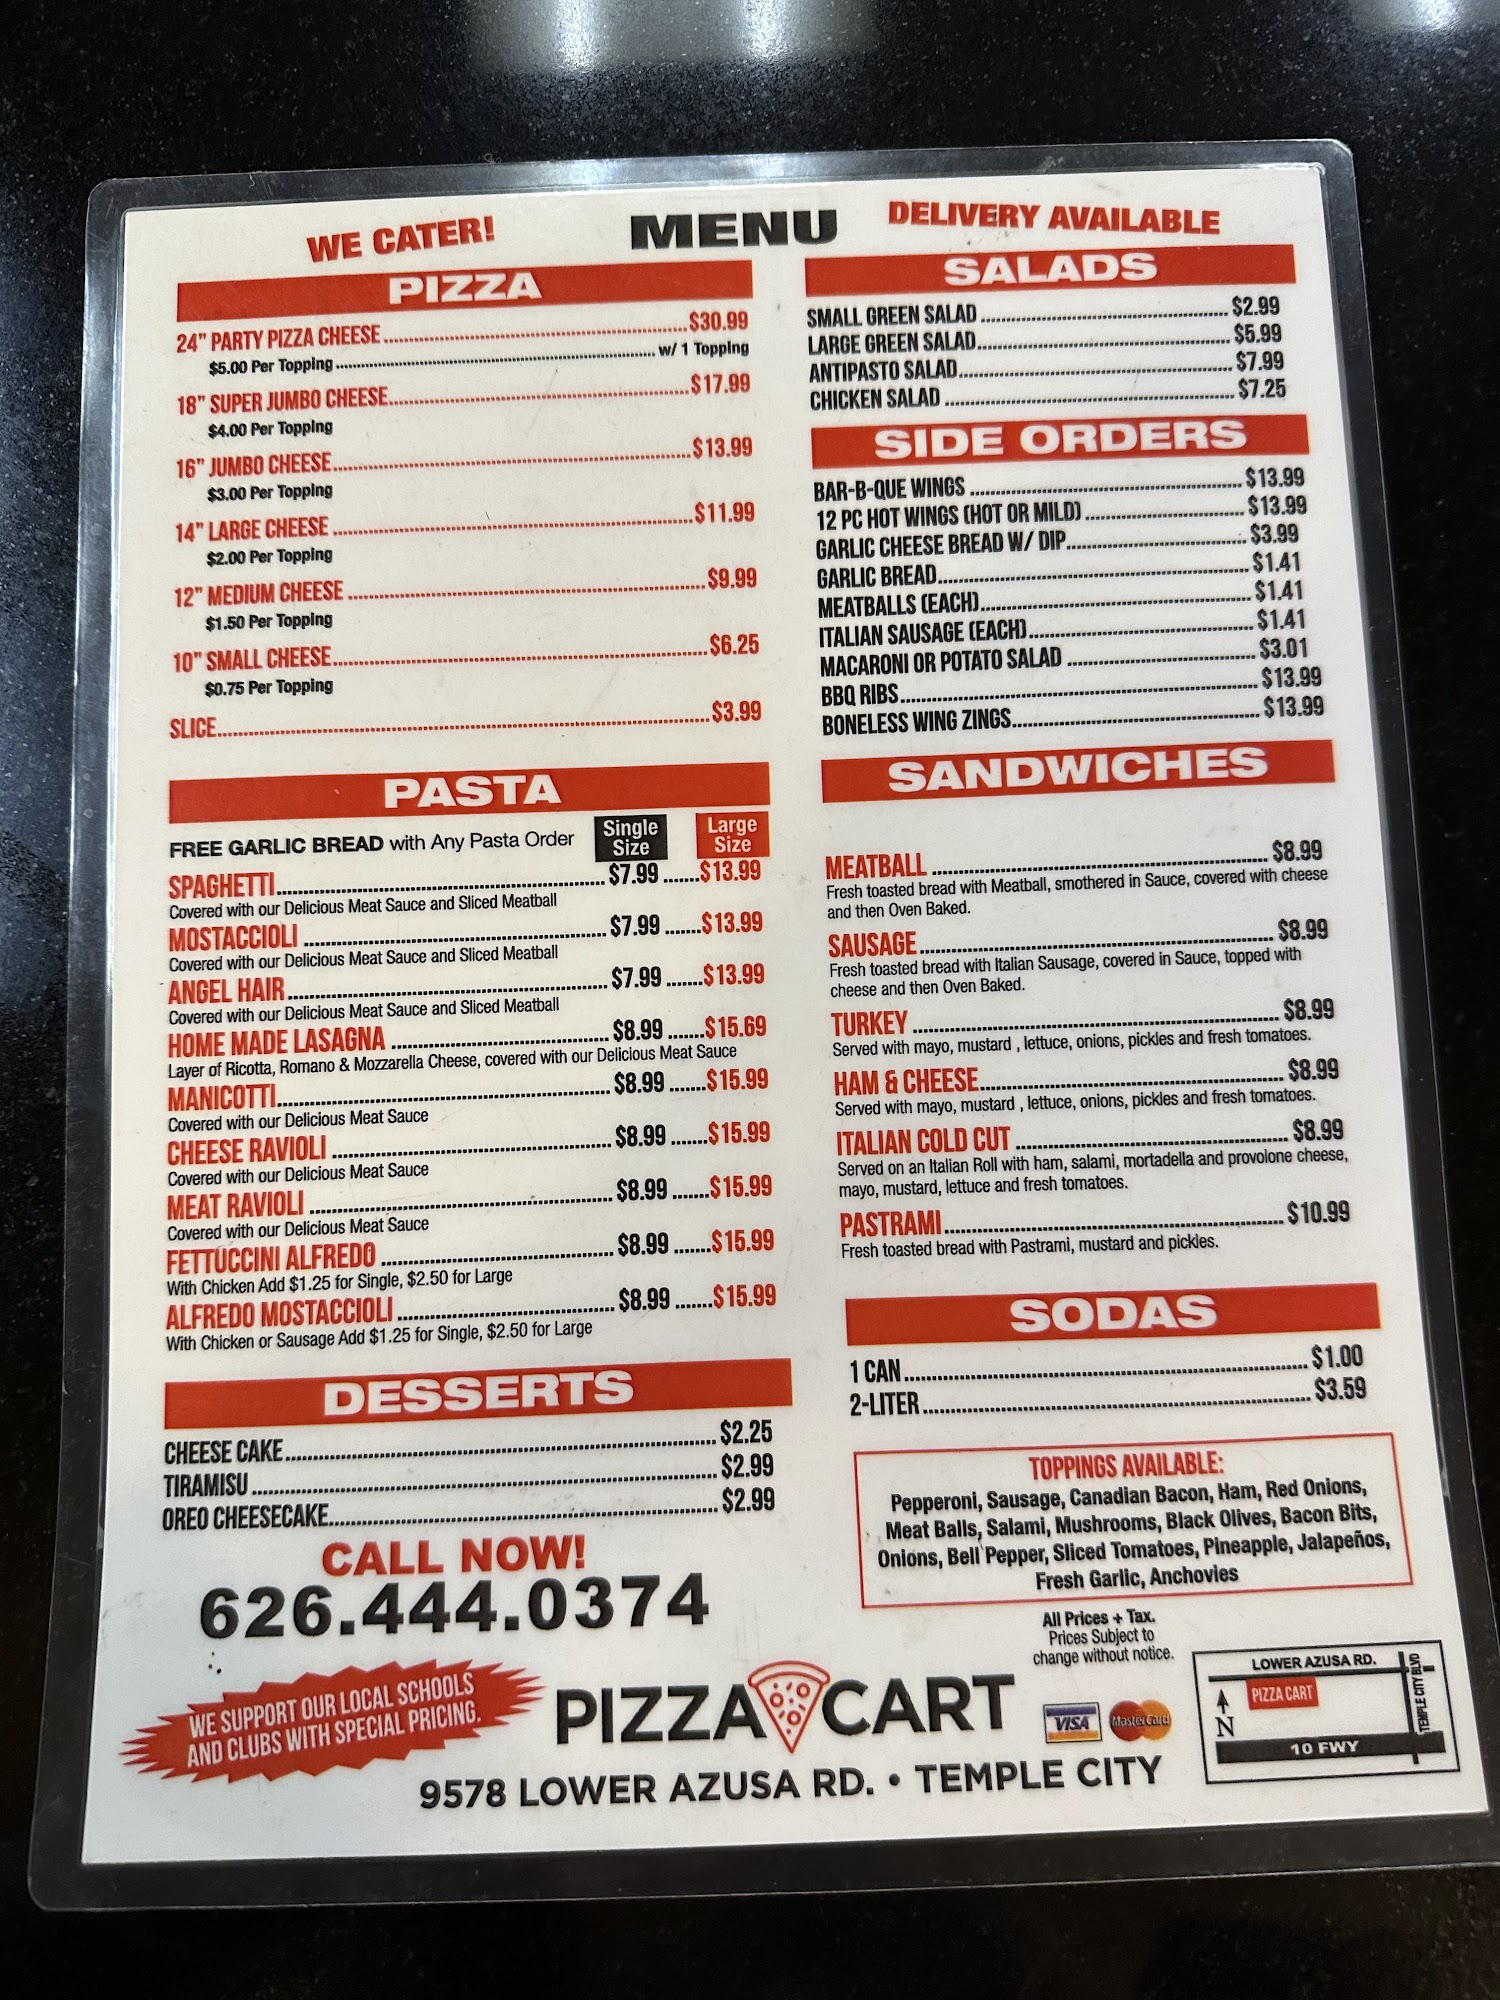 WE CATER!
MENU
DELIVERY AVAILABLE
PIZZA
24" PARTY PIZZA CHEESE $30.99
$5.00 Per Topping w/ 1 Topping
18" SUPER JUMBO CHEESE $17.99
$4.00 Per Topping
16" JUMBO CHEESE $13.99
$3.00 Per Topping
14" LARGE CHEESE $11.99
$2.00 Per Topping
12" MEDIUM CHEESE $9.99
$1.50 Per Topping
10" SMALL CHEESE $6.25
$0.75 Per Topping
SLICE $3.99
PASTA
FREE GARLIC BREAD with Any Pasta Order
Single Size
Large Size
SPAGHETTI $7.99 $13.99
Covered with our Delicious Meat Sauce and Sliced Meatball
MOSTACCIOLI $7.99 $13.99
Covered with our Delicious Meat Sauce and Sliced Meatball
ANGEL HAIR $7.99 $13.99
Covered with our Delicious Meat Sauce and Sliced Meatball
HOME MADE LASAGNA $8.99 $15.69
Layer of Ricotta, Romano & Mozzarella Cheese, covered with our Delicious Meat Sauce
MANICOTTI $8.99 $15.99
Covered with our Delicious Meat Sauce
CHEESE RAVIOLI $8.99 $15.99
Covered with our Delicious Meat Sauce
MEAT RAVIOLI $8.99 $15.99
Covered with our Delicious Meat Sauce
FETTUCCINI ALFREDO $8.99 $15.99
With Chicken Add $1.25 for Single, $2.50 for Large
ALFREDO MOSTACCIOLI $8.99 $15.99
With Chicken or Sausage Add $1.25 for Single, $2.50 for Large
DESSERTS
CHEESE CAKE $2.25
TIRAMISU $2.99
OREO CHEESECAKE $2.99
CALL NOW!
626.444.0374
SALADS
SMALL GREEN SALAD $2.99
LARGE GREEN SALAD $5.99
ANTIPASTO SALAD $7.99
CHICKEN SALAD $7.25
SIDE ORDERS
BAR-B-QUE WINGS $13.99
12 PC HOT WINGS (HOT OR MILD) $13.99
GARLIC CHEESE BREAD W/ DIP $3.99
GARLIC BREAD $1.41
MEATBALLS (EACH) $1.41
ITALIAN SAUSAGE (EACH) $1.41
MACARONI OR POTATO SALAD $3.01
BBQ RIBS $13.99
BONELESS WING ZINGS $13.99
SANDWICHES
MEATBALL $8.99
Fresh toasted bread with Meatball, smothered in Sauce, covered with cheese
and then Oven Baked.
SAUSAGE $8.99
Fresh toasted bread with Italian Sausage, covered in Sauce, topped with
cheese and then Oven Baked.
TURKEY $8.99
Served with mayo, mustard , lettuce, onions, pickles and fresh tomatoes.
HAM & CHEESE $8.99
Served with mayo, mustard , lettuce, onions, pickles and fresh tomatoes.
ITALIAN COLD CUT $8.99
Served on an Italian Roll with ham, salami, mortadella and provolone cheese,
mayo, mustard, lettuce and fresh tomatoes.
PASTRAMI $10.99
Fresh toasted bread with Pastrami, mustard and pickles.
SODAS
1 CAN $1.00
2-LITER $3.59
TOPPINGS AVAILABLE:
Pepperoni, Sausage, Canadian Bacon, Ham, Red Onions,
Meat Balls, Salami, Mushrooms, Black Olives, Bacon Bits,
Onions, Bell Pepper, Sliced Tomatoes, Pineapple, Jalapeños,
Fresh Garlic, Anchovies
All Prices + Tax.
Prices Subject to
change without notice.
WE SUPPORT OUR LOCAL SCHOOLS
AND CLUBS WITH SPECIAL PRICING.
PIZZA CART
VISA
MasterCard
9578 LOWER AZUSA RD. • TEMPLE CITY
LOWER AZUSA RD.
PIZZA CART
N
TEMPLE CITY BLVD
10 FWY